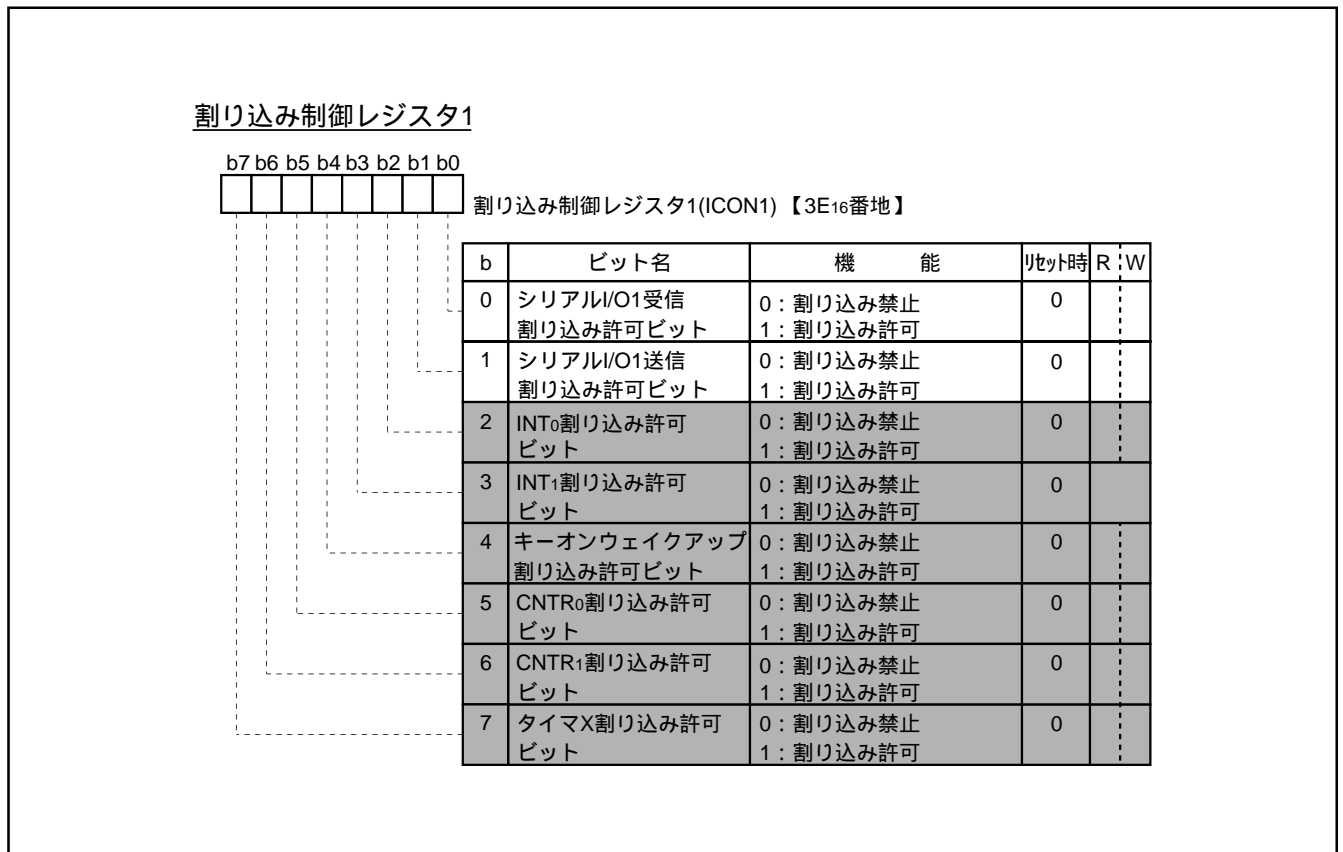 割り込み制御レジスタ1
b7 b6 b5 b4 b3 b2 b1 b0
割り込み制御レジスタ1(ICON1)【3E16番地】
b ビット名 機 能 リセット時 R W
0 シリアルI/O1受信 0：割り込み禁止 0
割り込み許可ビット 1：割り込み許可
1 シリアルI/O1送信 0：割り込み禁止 0
割り込み許可ビット 1：割り込み許可
2 INT0割り込み許可 0：割り込み禁止 0
ビット 1：割り込み許可
3 INT1割り込み許可 0：割り込み禁止 0
ビット 1：割り込み許可
4 キーオンウェイクアップ 0：割り込み禁止 0
割り込み許可ビット 1：割り込み許可
5 CNTR0割り込み許可 0：割り込み禁止 0
ビット 1：割り込み許可
6 CNTR1割り込み許可 0：割り込み禁止 0
ビット 1：割り込み許可
7 タイマX割り込み許可 0：割り込み禁止 0
ビット 1：割り込み許可